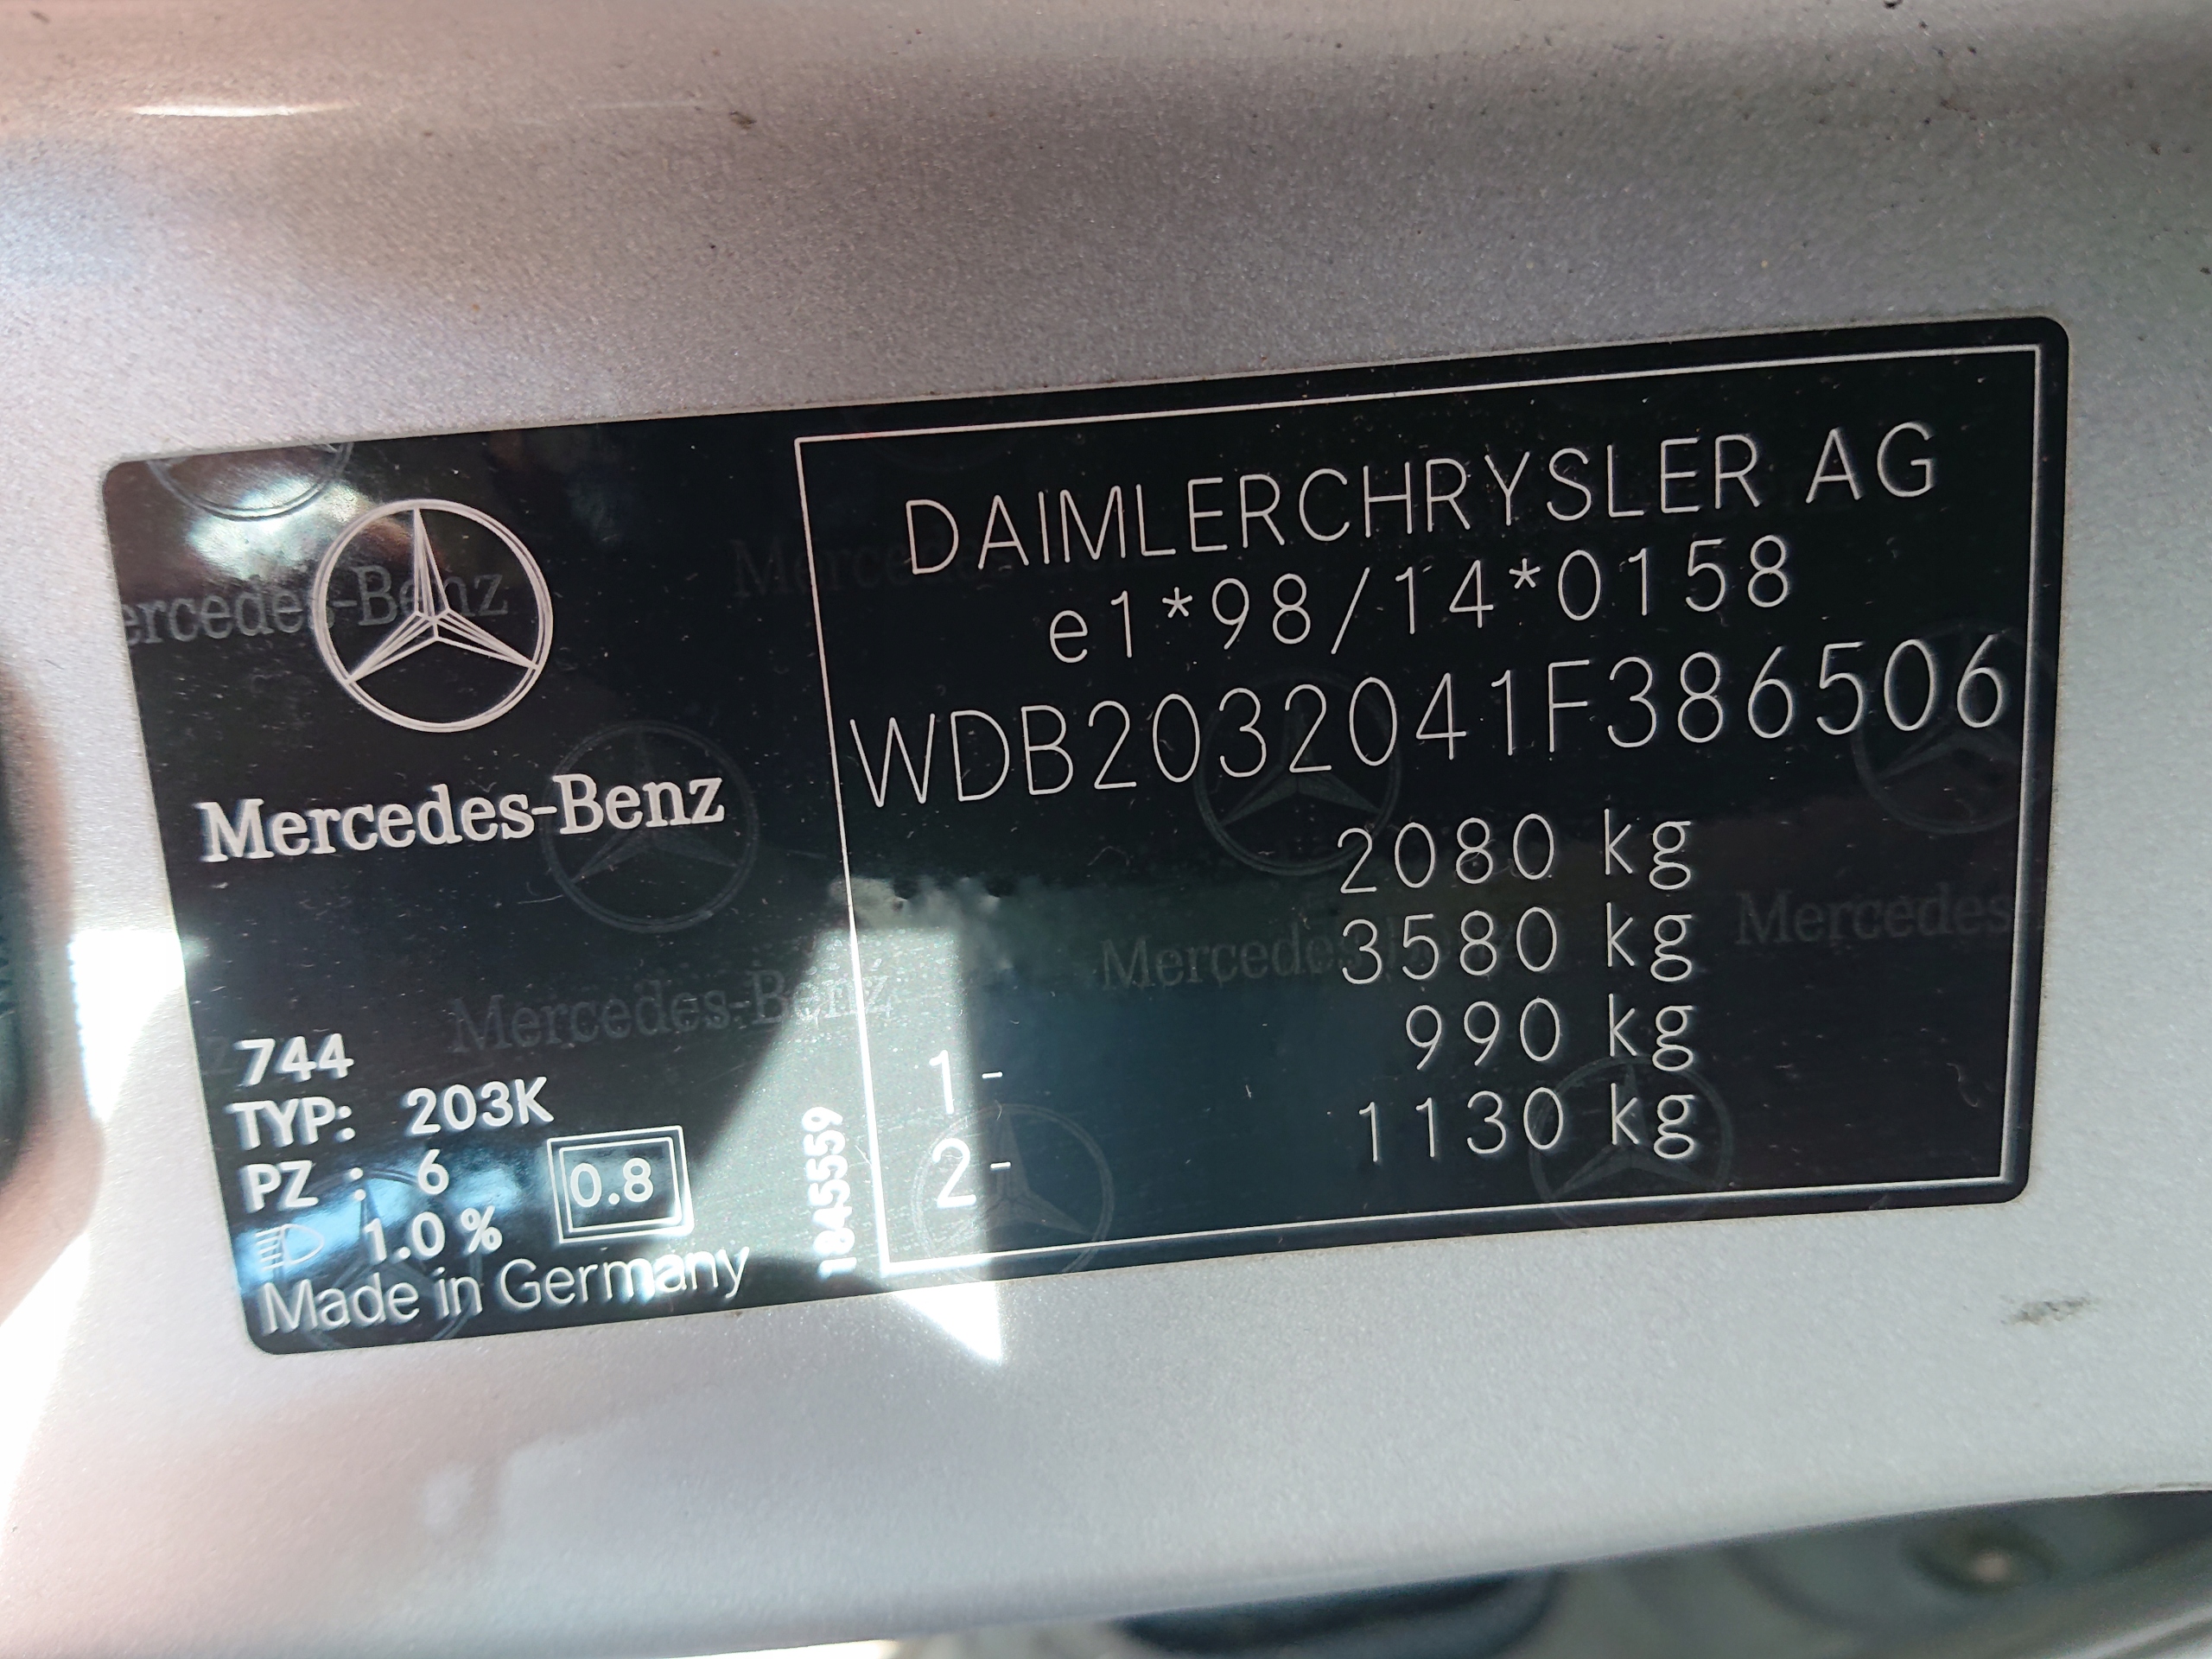 Mercedes-Benz
744
TYP: 203K
PZ : 6
0.8
1.0 %
Made in Germany
1845559
DAIMLERCHRYSLER AG
e1*98/14*0158
WDB2032041F386506
2080 kg
3580 kg
1- 990 kg
2- 1130 kg